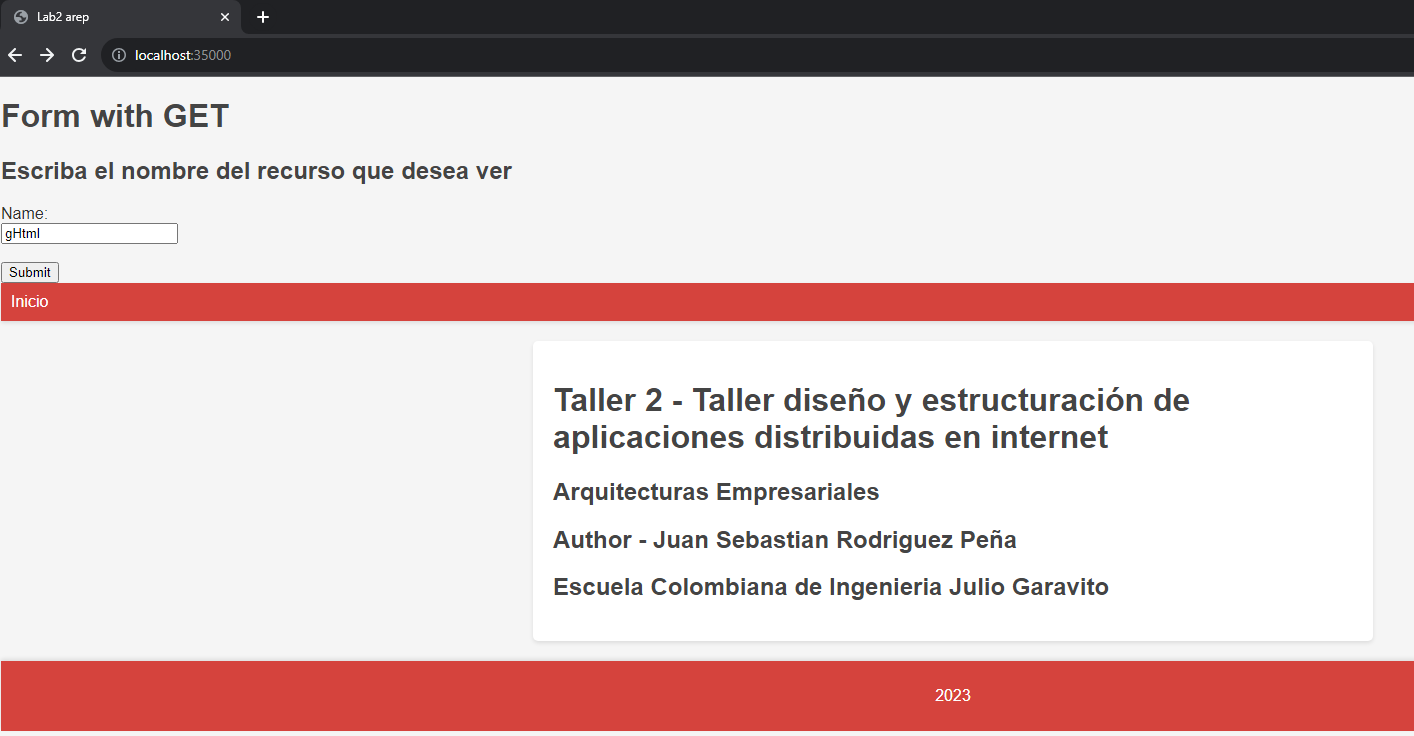 Lab2 arep
localhost:35000
Form with GET
Escriba el nombre del recurso que desea ver
Name:
gHtml
Submit
Inicio
Taller 2 - Taller diseño y estructuración de
aplicaciones distribuidas en internet
Arquitecturas Empresariales
Author - Juan Sebastian Rodriguez Peña
Escuela Colombiana de Ingenieria Julio Garavito
2023